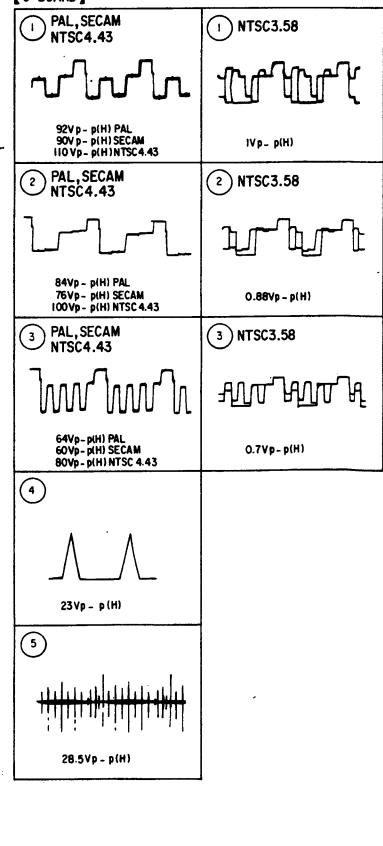 1 PAL, SECAM
NTSC4.43
92Vp-p(H) PAL
90Vp-p(H) SECAM
110Vp-p(H) NTSC4.43
1 NTSC3.58
1Vp-p(H)
2 PAL, SECAM
NTSC4.43
84Vp-p(H) PAL
76Vp-p(H) SECAM
100Vp-p(H) NTSC4.43
2 NTSC3.58
0.88Vp-p(H)
3 PAL, SECAM
NTSC4.43
64Vp-p(H) PAL
60Vp-p(H) SECAM
80Vp-p(H) NTSC 4.43
3 NTSC3.58
0.7Vp-p(H)
4
23Vp-p(H)
5
28.5Vp-p(H)